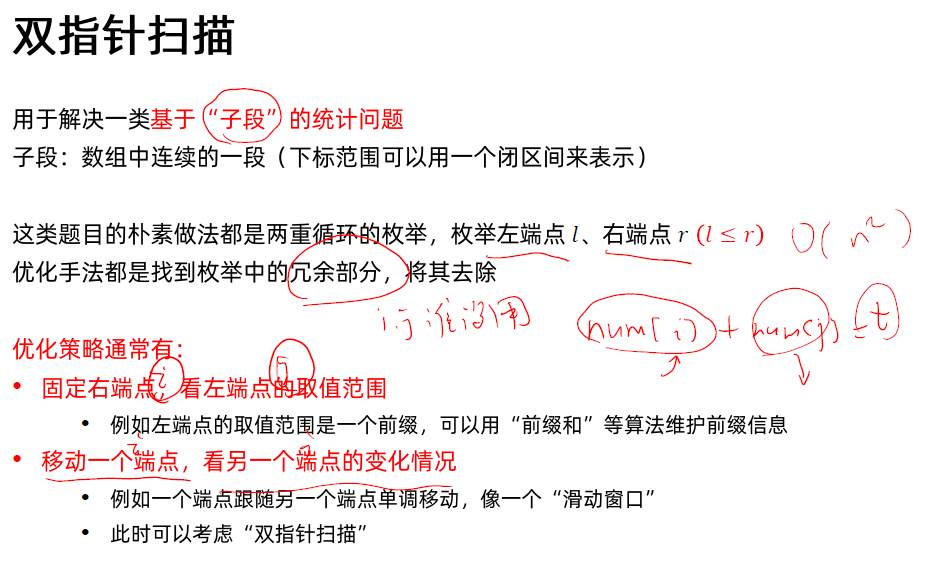 双指针扫描
用于解决一类基于“子段”的统计问题
子段：数组中连续的一段（下标范围可以用一个闭区间来表示）
这类题目的朴素做法都是两重循环的枚举，枚举左端点 l、右端点 r (l ≤ r) O(n²)
优化手法都是找到枚举中的冗余部分，将其去除
i.j 谁没用
num[i] + num[j] = t
优化策略通常有：
i j
• 固定右端点，看左端点的取值范围
• 例如左端点的取值范围是一个前缀，可以用“前缀和”等算法维护前缀信息
• 移动一个端点，看另一个端点的变化情况
• 例如一个端点跟随另一个端点单调移动，像一个“滑动窗口”
• 此时可以考虑“双指针扫描”